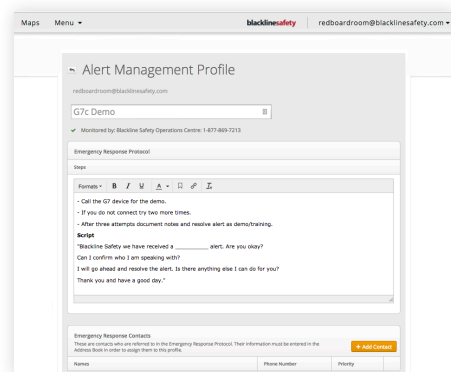 Maps Menu blacklinesafety redboardroom@blacklinesafety.com
Alert Management Profile
redboardroom@blacklinesafety.com
G7c Demo
Monitored by: Blackline Safety Operations Centre: 1-877-869-7213
Emergency Response Protocol
Steps
Formats B I U A
- Call the G7 device for the demo.
- If you do not connect try two more times.
- After three attempts document notes and resolve alert as demo/training.
Script
"Blackline Safety we have received a __________ alert. Are you okay?
Can I confirm who I am speaking with?
I will go ahead and resolve the alert. Is there anything else I can do for you?
Thank you and have a good day."
Emergency Response Contacts
These are contacts who are referred to in the Emergency Response Protocol. Their information must be entered in the
Address Book in order to assign them to this profile.
+ Add Contact
Names Phone Number Priority